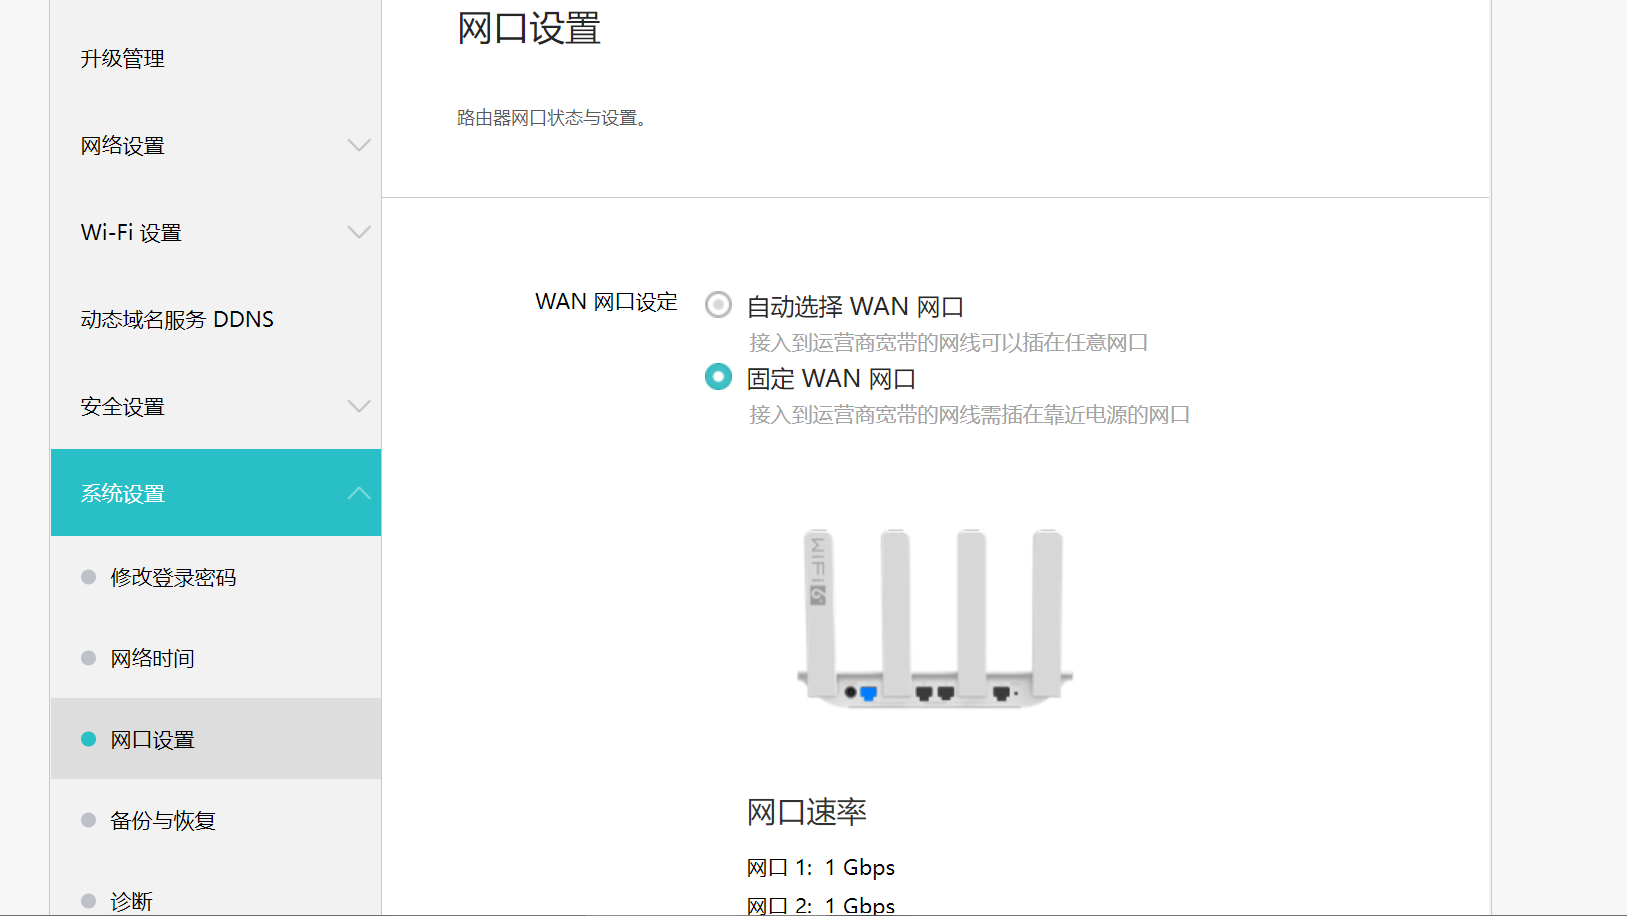 升级管理
网络设置
Wi-Fi 设置
动态域名服务 DDNS
安全设置
系统设置
修改登录密码
网络时间
网口设置
备份与恢复
诊断
网口设置
路由器网口状态与设置。
WAN 网口设定
自动选择 WAN 网口
接入到运营商宽带的网线可以插在任意网口
固定 WAN 网口
接入到运营商宽带的网线需插在靠近电源的网口
WiFi6
网口速率
网口 1: 1 Gbps
网口 2: 1 Gbps